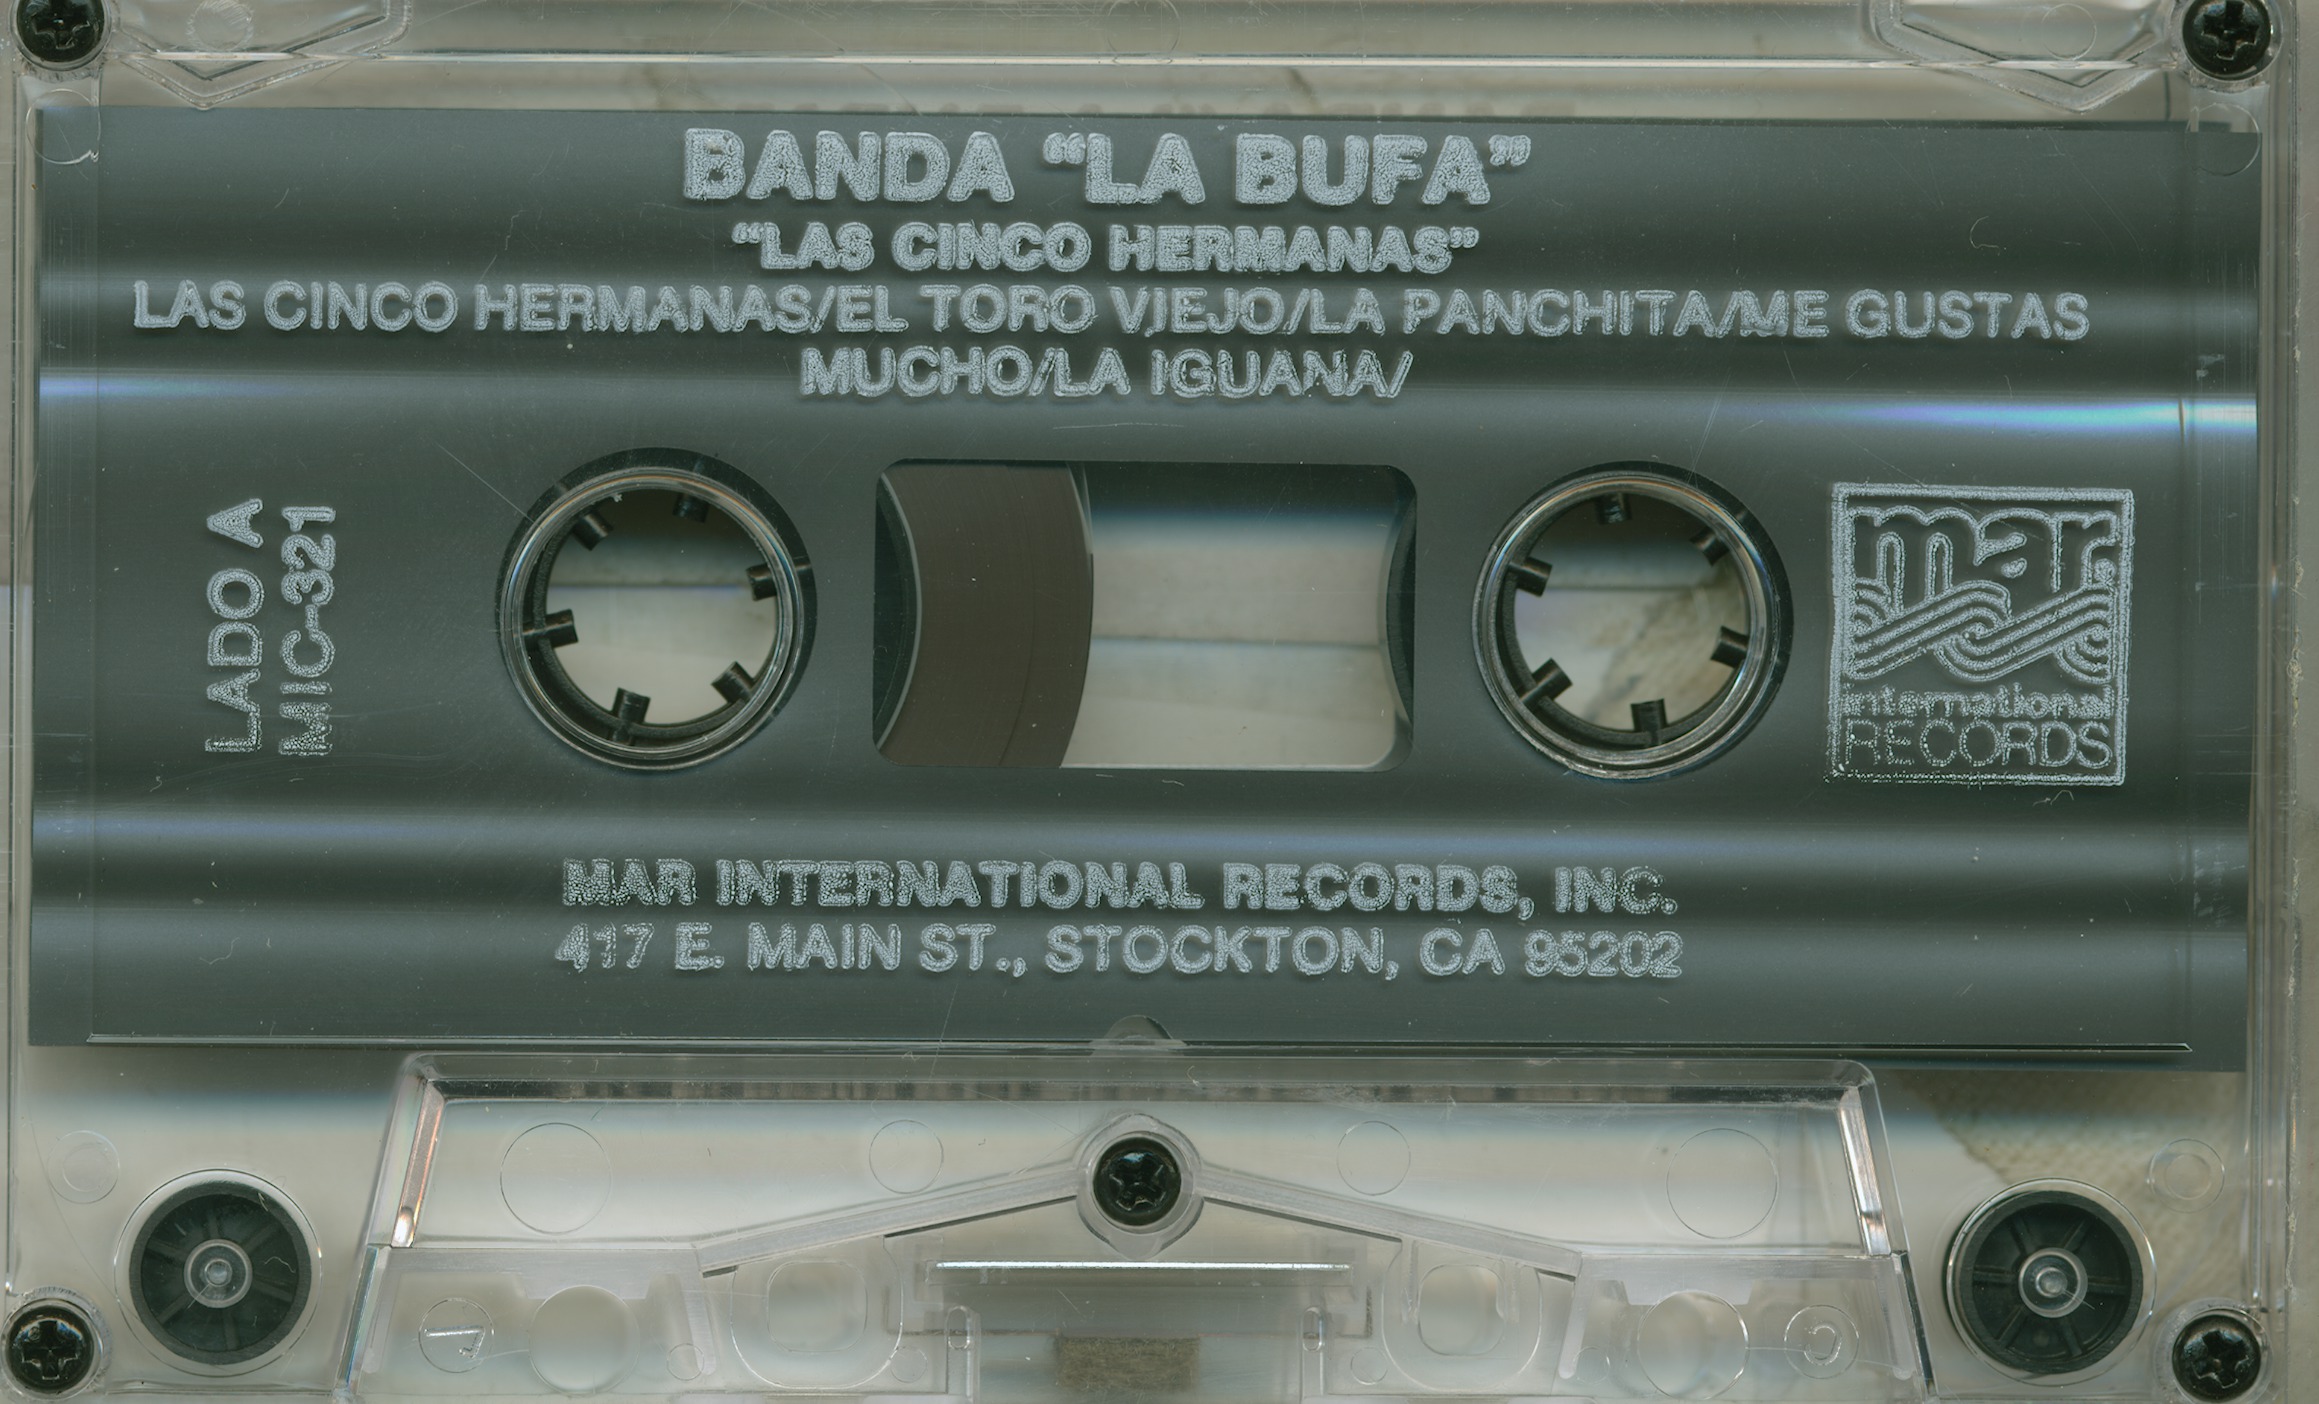 BANDA “LA BUFA”
“LAS CINCO HERMANAS”
LAS CINCO HERMANAS/EL TORO VIEJO/LA PANCHITA/ME GUSTAS
MUCHO/LA IGUANA/
LADO A
MIC-321
mar
international
RECORDS
MAR INTERNATIONAL RECORDS, INC.
417 E. MAIN ST., STOCKTON, CA 95202